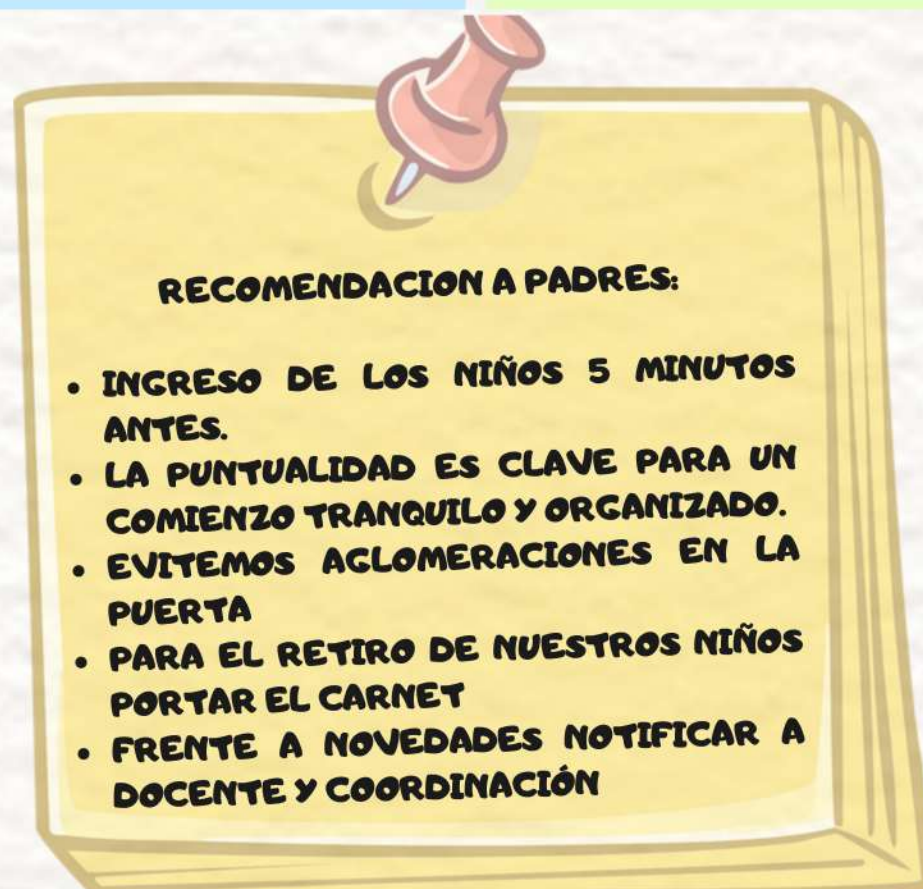 RECOMENDACION A PADRES:
• INGRESO DE LOS NIÑOS 5 MINUTOS
ANTES.
• LA PUNTUALIDAD ES CLAVE PARA UN
COMIENZO TRANQUILO Y ORGANIZADO.
• EVITEMOS AGLOMERACIONES EN LA
PUERTA
• PARA EL RETIRO DE NUESTROS NIÑOS
PORTAR EL CARNET
• FRENTE A NOVEDADES NOTIFICAR A
DOCENTE Y COORDINACIÓN